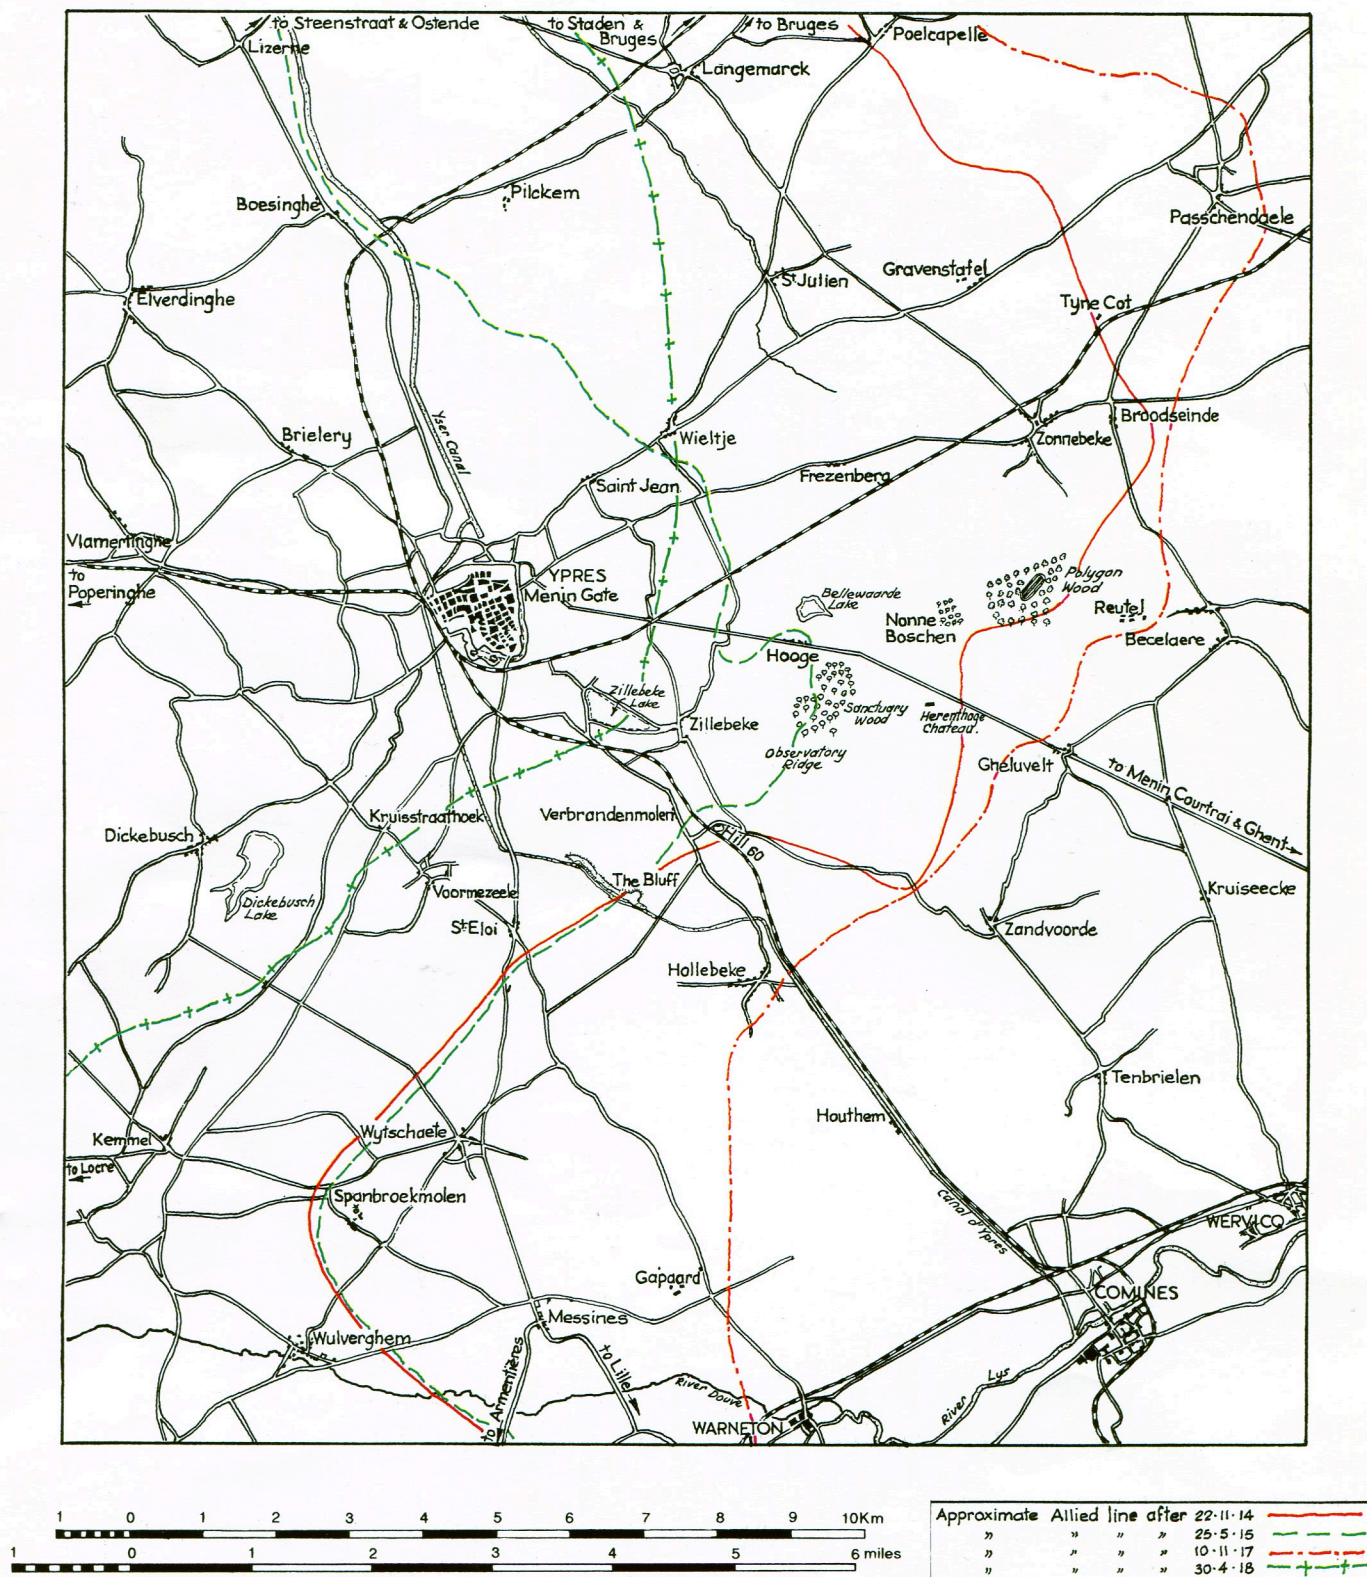 to Steenstraat & Ostende
to Staden &
Bruges
to Bruges
Poelcapelle
Lizerne
Langemarck
Pilckem
Boesinghe
Passchendaele
Elverdinghe
St Julien
Gravenstafel
Tyne Cot
Yser Canal
Brielery
Wieltje
Broodseinde
Zonnebeke
Frezenberg
Saint Jean
Vlamertinghe
to
Poperinghe
YPRES
Menin Gate
Bellewaarde
Lake
Nonne
Boschen
Polygon
Wood
Reutel
Becelaere
Hooge
Zillebeke
Lake
Zillebeke
Sanctuary
Wood
Herenthage
Chateau.
Observatory
Ridge
Gheluvelt
to Menin, Courtrai & Ghent
Kruisstraathoek
Verbrandenmolen
Dickebusch
Hill 60
The Bluff
Voormezeele
Dickebusch
Lake
St Eloi
Kruiseecke
Zandvoorde
Hollebeke
Tenbrielen
Houthem
Kemmel
to Locre
Wytschaete
Spanbroekmolen
Canal d'Ypres
WERVICQ
Gapaard
COMINES
Messines
Wulverghem
to Armentières
to Lille
River Douve
WARNETON
River Lys
1 0 1 2 3 4 5 6 7 8 9 10Km
1 0 1 2 3 4 5 6 miles
Approximate Allied line after 22·11·14
" " " " 25·5·15
" " " " 10·11·17
" " " " 30·4·18